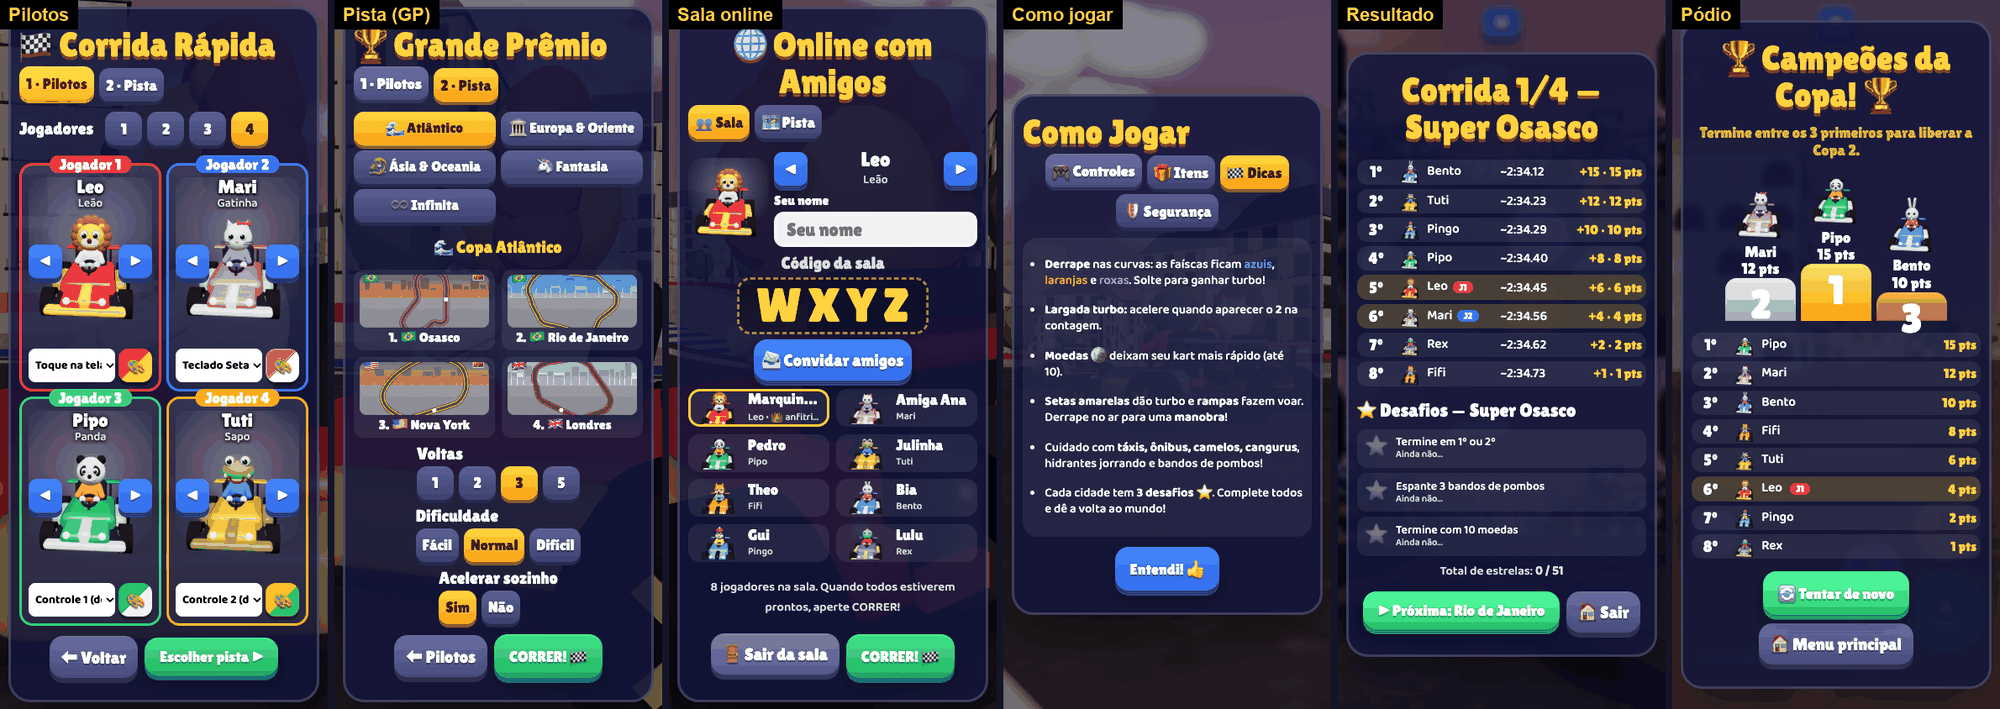 Pilotos
Corrida Rápida
1 · Pilotos
2 · Pista
Jogadores
1
2
3
4
Jogador 1
Leo
Leão
Toque na tel
Jogador 2
Mari
Gatinha
Teclado Seta
Jogador 3
Pipo
Panda
Controle 1 (d
Jogador 4
Tuti
Sapo
Controle 2 (d
← Voltar
Escolher pista ▶
Pista (GP)
Grande Prêmio
1 · Pilotos
2 · Pista
Atlântico
Europa & Oriente
Ásia & Oceania
Fantasia
Infinita
Copa Atlântico
1. Osasco
2. Rio de Janeiro
3. Nova York
4. Londres
Voltas
1
2
3
5
Dificuldade
Fácil
Normal
Difícil
Acelerar sozinho
Sim
Não
← Pilotos
CORRER!
Sala online
Online com
Amigos
Sala
Pista
Leo
Leão
Seu nome
Seu nome
Código da sala
WXYZ
Convidar amigos
Marquin...
Leo · anfitri...
Amiga Ana
Mari
Pedro
Pipo
Julinha
Tuti
Theo
Fifi
Bia
Bento
Gui
Pingo
Lulu
Rex
8 jogadores na sala. Quando todos estiverem
prontos, aperte CORRER!
Sair da sala
CORRER!
Como jogar
Como Jogar
Controles
Itens
Dicas
Segurança
• Derrape nas curvas: as faíscas ficam azuis,
laranjas e roxas. Solte para ganhar turbo!
• Largada turbo: acelere quando aparecer o 2 na
contagem.
• Moedas deixam seu kart mais rápido (até
10).
• Setas amarelas dão turbo e rampas fazem voar.
Derrape no ar para uma manobra!
• Cuidado com táxis, ônibus, camelos, cangurus,
hidrantes jorrando e bandos de pombos!
• Cada cidade tem 3 desafios ⭐. Complete todos
e dê a volta ao mundo!
Entendi!
Resultado
Corrida 1/4 —
Super Osasco
1º Bento ~2:34.12 +15 · 15 pts
2º Tuti ~2:34.23 +12 · 12 pts
3º Pingo ~2:34.29 +10 · 10 pts
4º Pipo ~2:34.40 +8 · 8 pts
5º Leo J1 ~2:34.45 +6 · 6 pts
6º Mari J2 ~2:34.56 +4 · 4 pts
7º Rex ~2:34.62 +2 · 2 pts
8º Fifi ~2:34.73 +1 · 1 pts
Desafios — Super Osasco
Termine em 1º ou 2º
Ainda não...
Espante 3 bandos de pombos
Ainda não...
Termine com 10 moedas
Ainda não...
Total de estrelas: 0 / 51
▶ Próxima: Rio de Janeiro
Sair
Pódio
Campeões da
Copa!
Termine entre os 3 primeiros para liberar a
Copa 2.
Mari
12 pts
2
Pipo
15 pts
1
Bento
10 pts
3
1º Pipo 15 pts
2º Mari 12 pts
3º Bento 10 pts
4º Fifi 8 pts
5º Tuti 6 pts
6º Leo J1 4 pts
7º Pingo 2 pts
8º Rex 1 pts
Tentar de novo
Menu principal